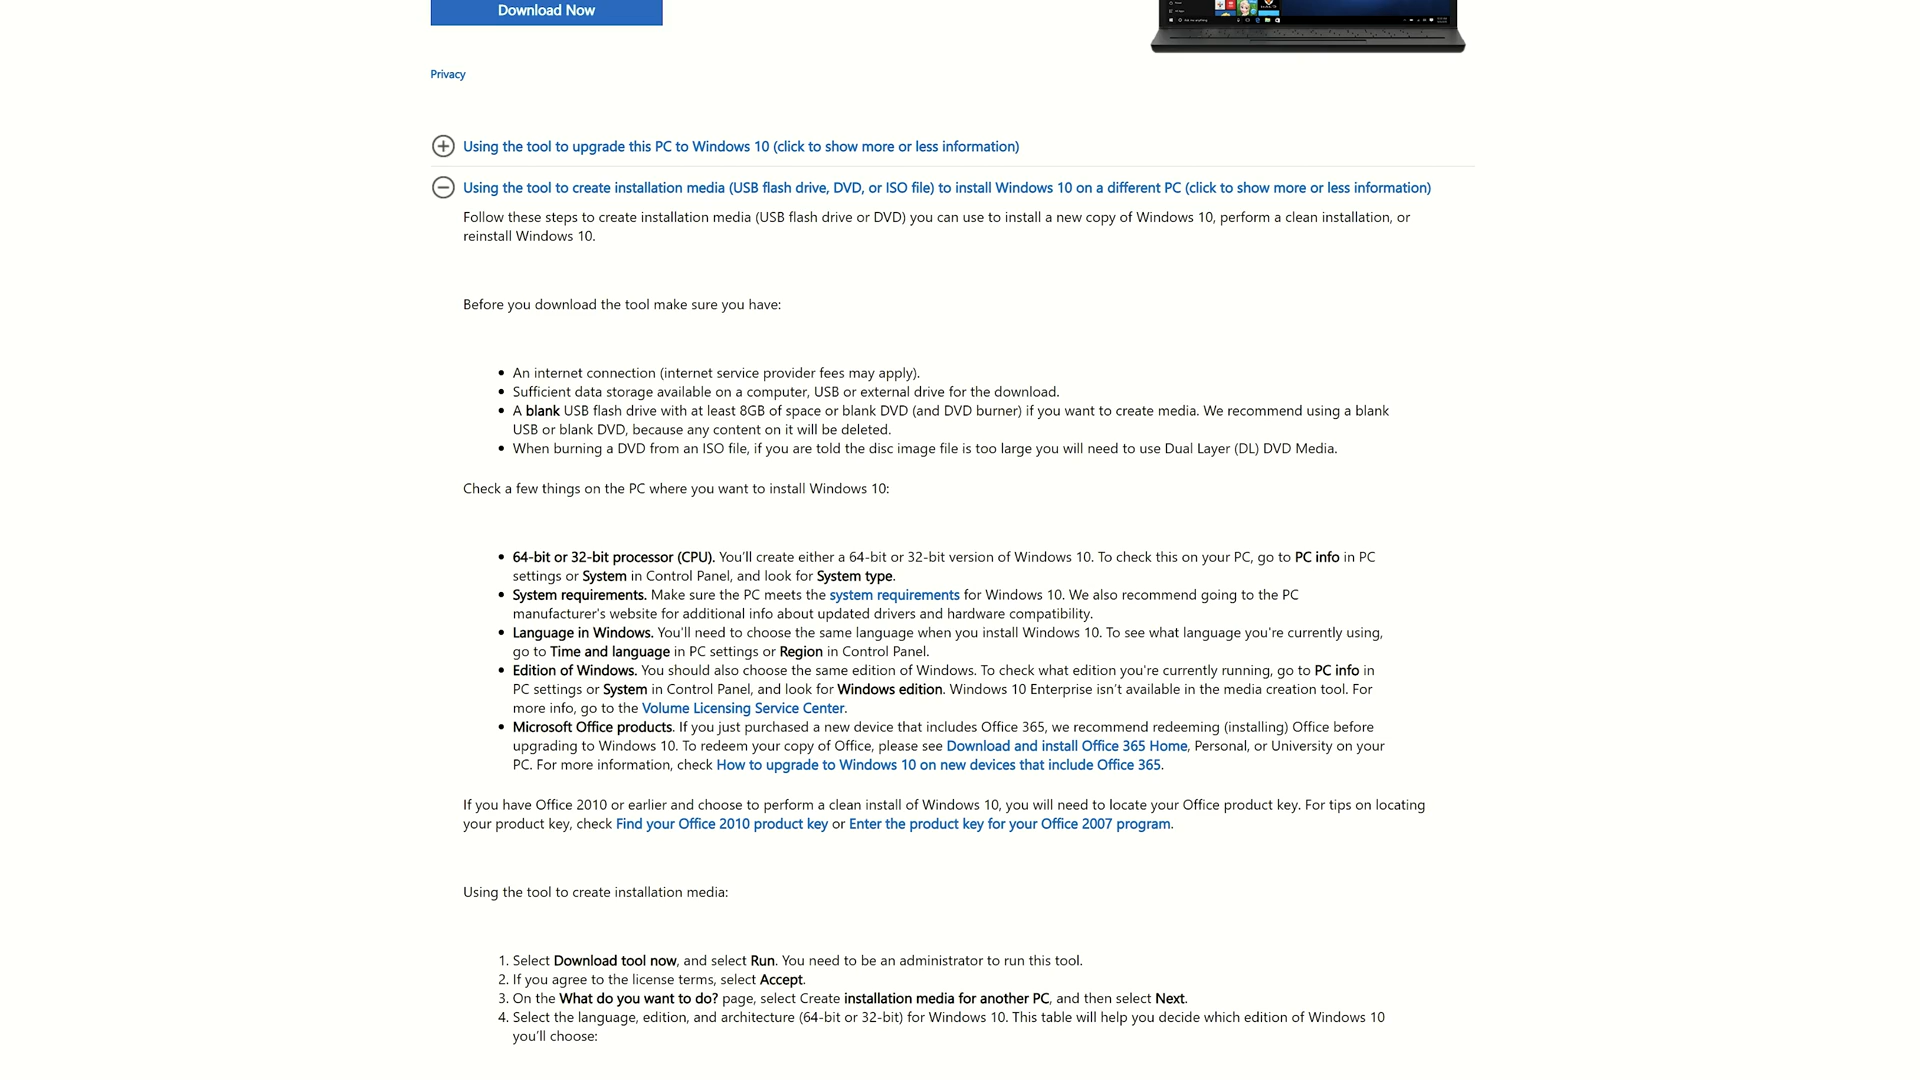 Download Now
Privacy
Using the tool to upgrade this PC to Windows 10 (click to show more or less information)
Using the tool to create installation media (USB flash drive, DVD, or ISO file) to install Windows 10 on a different PC (click to show more or less information)
Follow these steps to create installation media (USB flash drive or DVD) you can use to install a new copy of Windows 10, perform a clean installation, or
reinstall Windows 10.
Before you download the tool make sure you have:
• An internet connection (internet service provider fees may apply).
• Sufficient data storage available on a computer, USB or external drive for the download.
• A blank USB flash drive with at least 8GB of space or blank DVD (and DVD burner) if you want to create media. We recommend using a blank
USB or blank DVD, because any content on it will be deleted.
• When burning a DVD from an ISO file, if you are told the disc image file is too large you will need to use Dual Layer (DL) DVD Media.
Check a few things on the PC where you want to install Windows 10:
• 64-bit or 32-bit processor (CPU). You'll create either a 64-bit or 32-bit version of Windows 10. To check this on your PC, go to PC info in PC
settings or System in Control Panel, and look for System type.
• System requirements. Make sure the PC meets the system requirements for Windows 10. We also recommend going to the PC
manufacturer's website for additional info about updated drivers and hardware compatibility.
• Language in Windows. You'll need to choose the same language when you install Windows 10. To see what language you're currently using,
go to Time and language in PC settings or Region in Control Panel.
• Edition of Windows. You should also choose the same edition of Windows. To check what edition you're currently running, go to PC info in
PC settings or System in Control Panel, and look for Windows edition. Windows 10 Enterprise isn't available in the media creation tool. For
more info, go to the Volume Licensing Service Center.
• Microsoft Office products. If you just purchased a new device that includes Office 365, we recommend redeeming (installing) Office before
upgrading to Windows 10. To redeem your copy of Office, please see Download and install Office 365 Home, Personal, or University on your
PC. For more information, check How to upgrade to Windows 10 on new devices that include Office 365.
If you have Office 2010 or earlier and choose to perform a clean install of Windows 10, you will need to locate your Office product key. For tips on locating
your product key, check Find your Office 2010 product key or Enter the product key for your Office 2007 program.
Using the tool to create installation media:
1. Select Download tool now, and select Run. You need to be an administrator to run this tool.
2. If you agree to the license terms, select Accept.
3. On the What do you want to do? page, select Create installation media for another PC, and then select Next.
4. Select the language, edition, and architecture (64-bit or 32-bit) for Windows 10. This table will help you decide which edition of Windows 10
you'll choose: